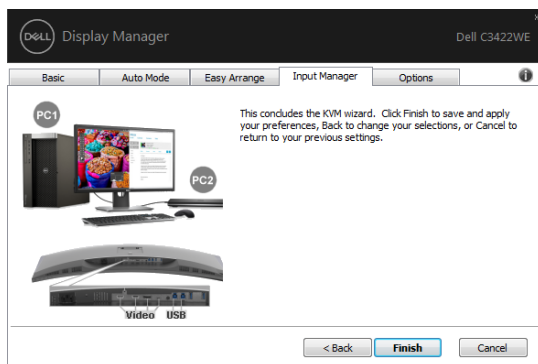 DELL Display Manager
Dell C3422WE
Basic Auto Mode Easy Arrange Input Manager Options
PC1
This concludes the KVM wizard. Click Finish to save and apply
your preferences, Back to change your selections, or Cancel to
return to your previous settings.
PC2
Video USB
< Back Finish Cancel